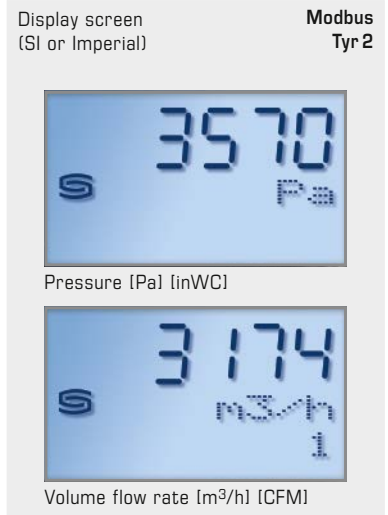 Display screen
(SI or Imperial)
Modbus
Tyr 2
3570
Pa
Pressure [Pa] [inWC]
3174
m3/h
1
Volume flow rate [m³/h] [CFM]